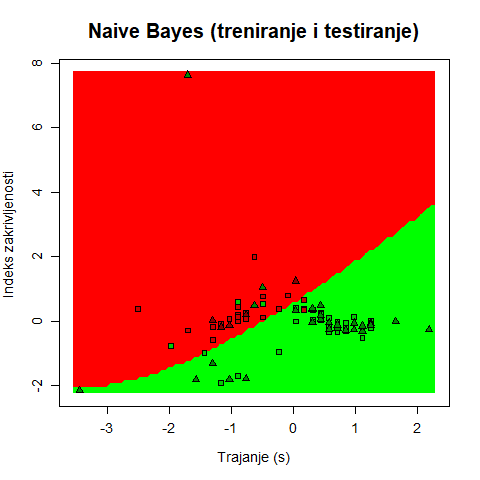 Naive Bayes (treniranje i testiranje)
Indeks zakrivljenosti
8
6
4
2
0
-2
-3 -2 -1 0 1 2
Trajanje (s)